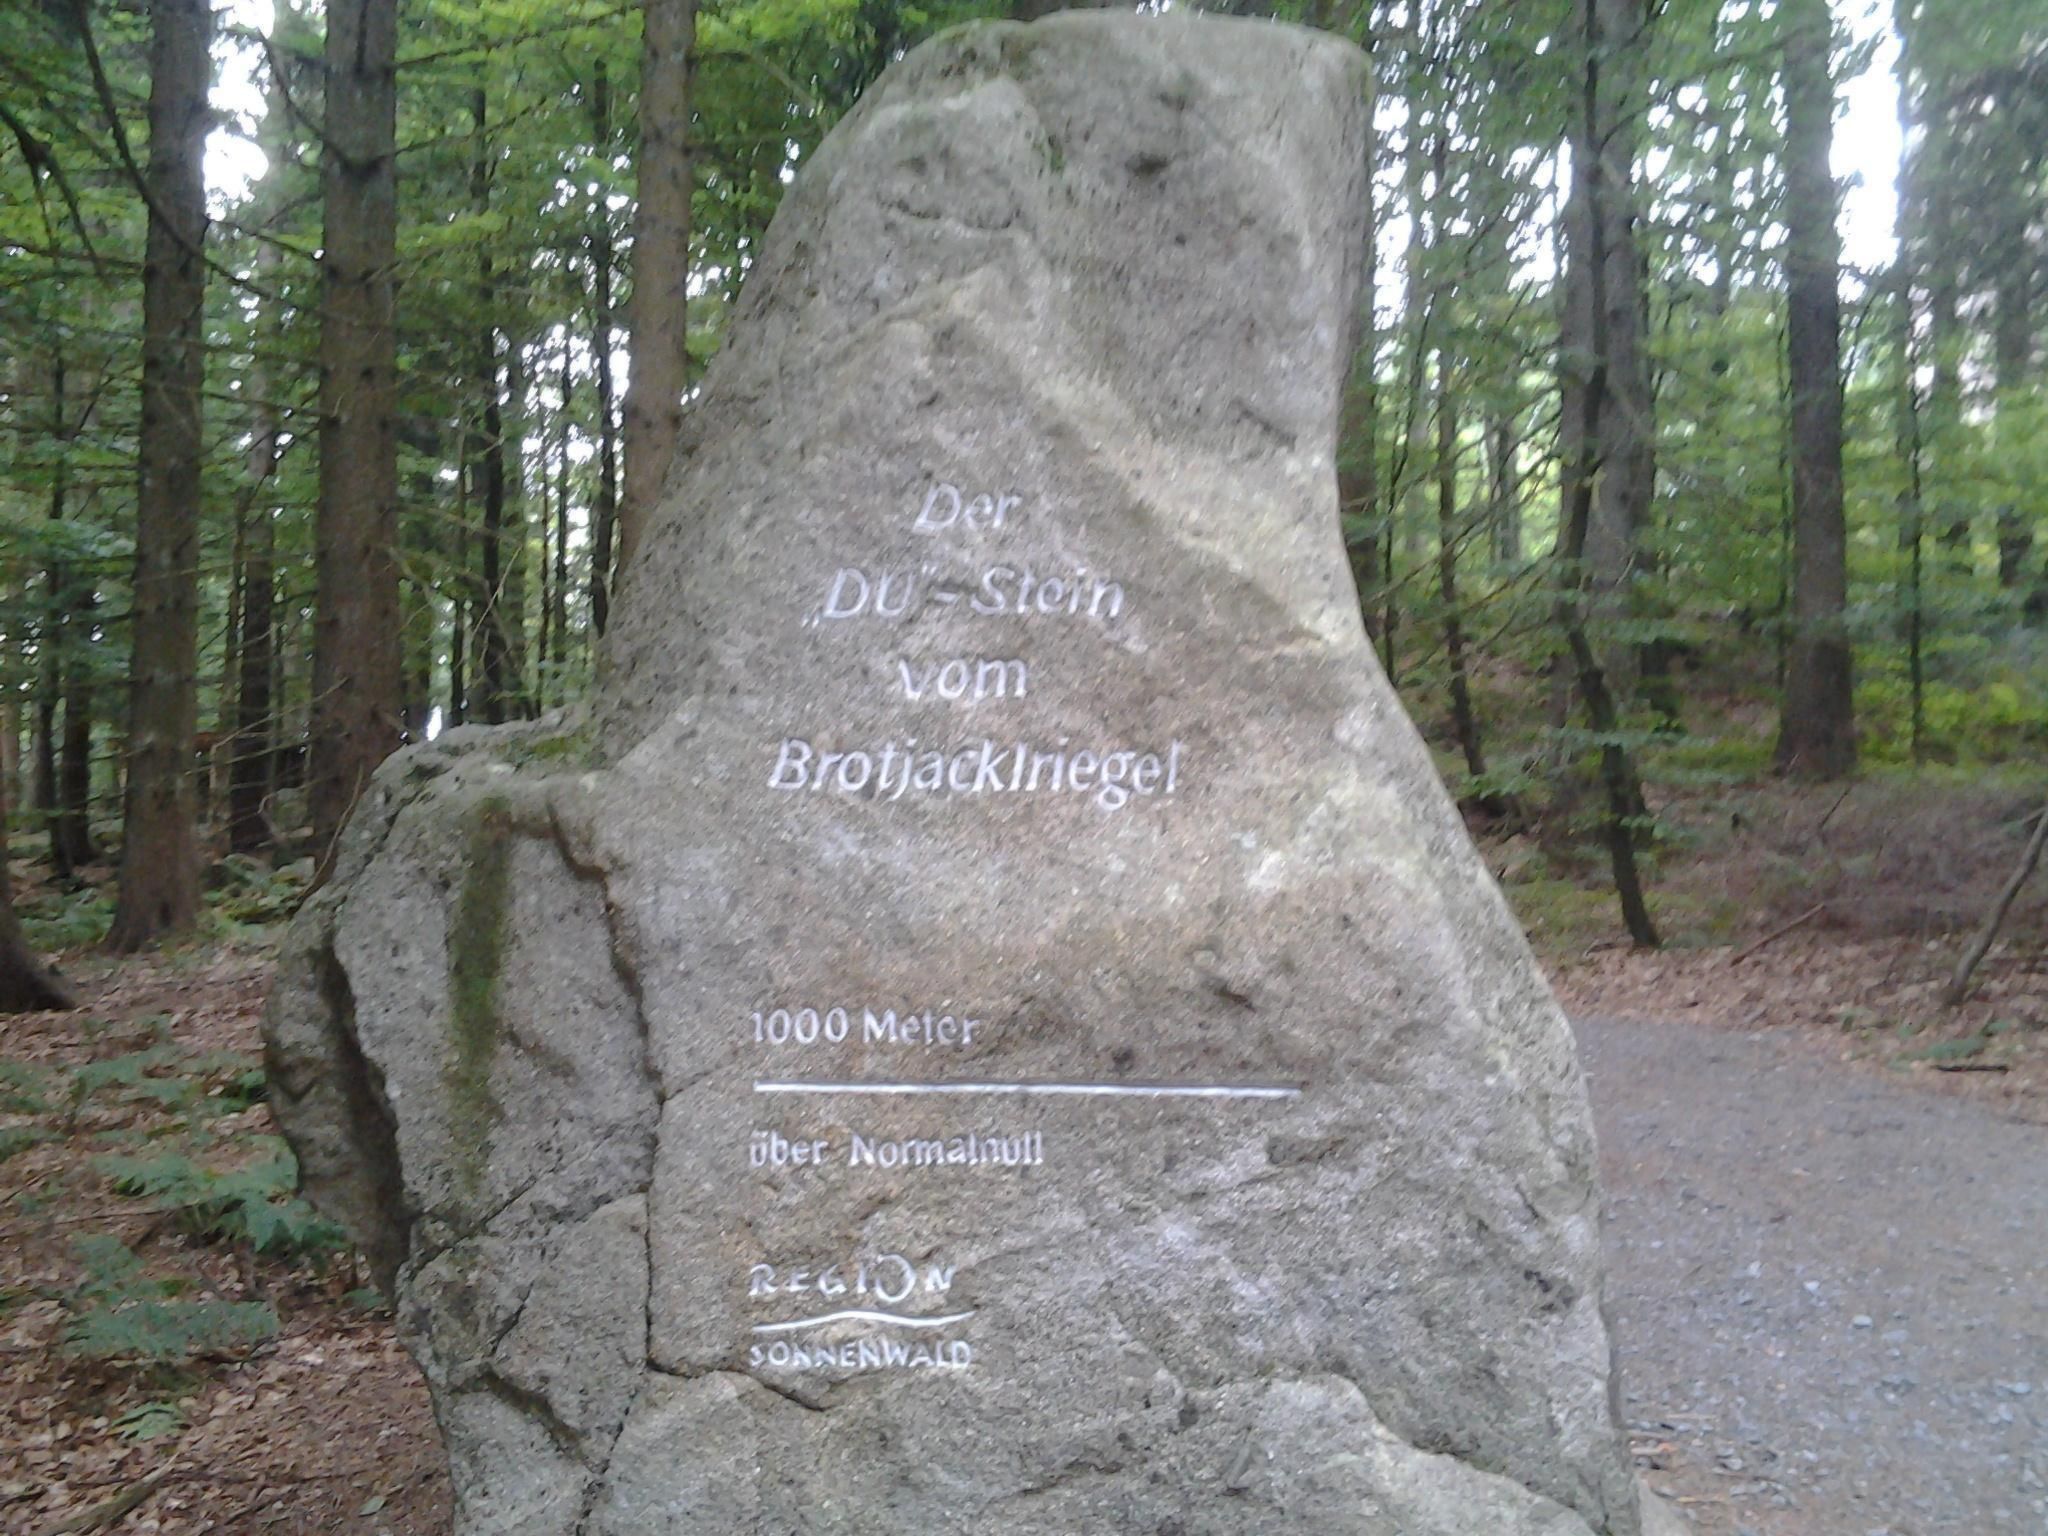 Der
„DU"-Stein
vom
Brotjacklriegel
1000 Meter
über Normalnull
REGION
SONNENWALD